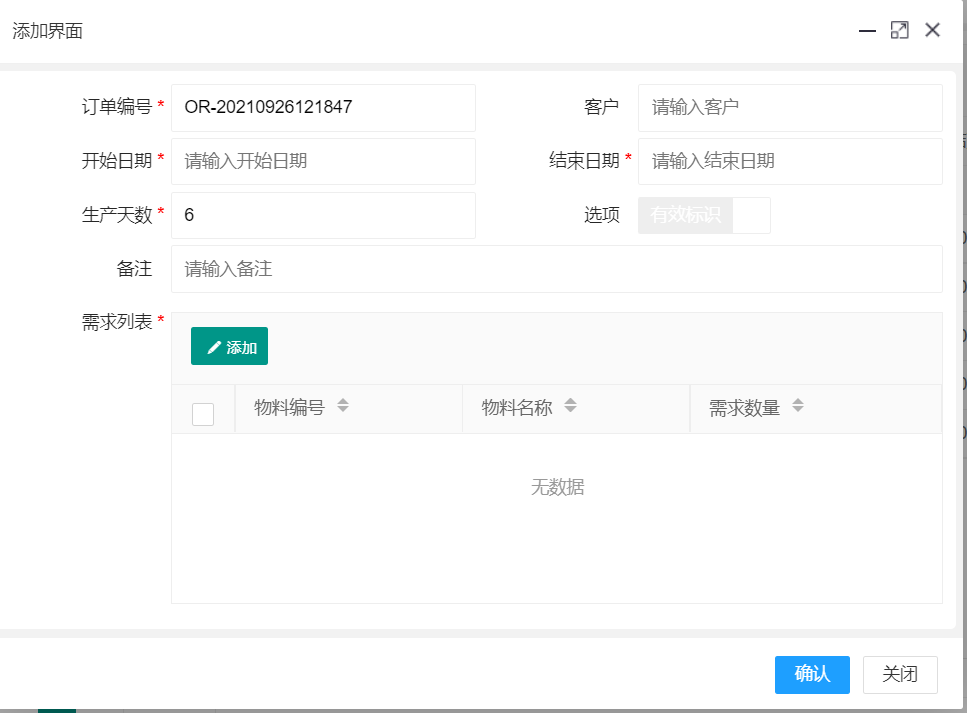 添加界面
订单编号 * OR-20210926121847 客户 请输入客户
开始日期 * 请输入开始日期 结束日期 * 请输入结束日期
生产天数 * 6 选项 有效标识
备注 请输入备注
需求列表 *
添加
物料编号 物料名称 需求数量
无数据
确认 关闭